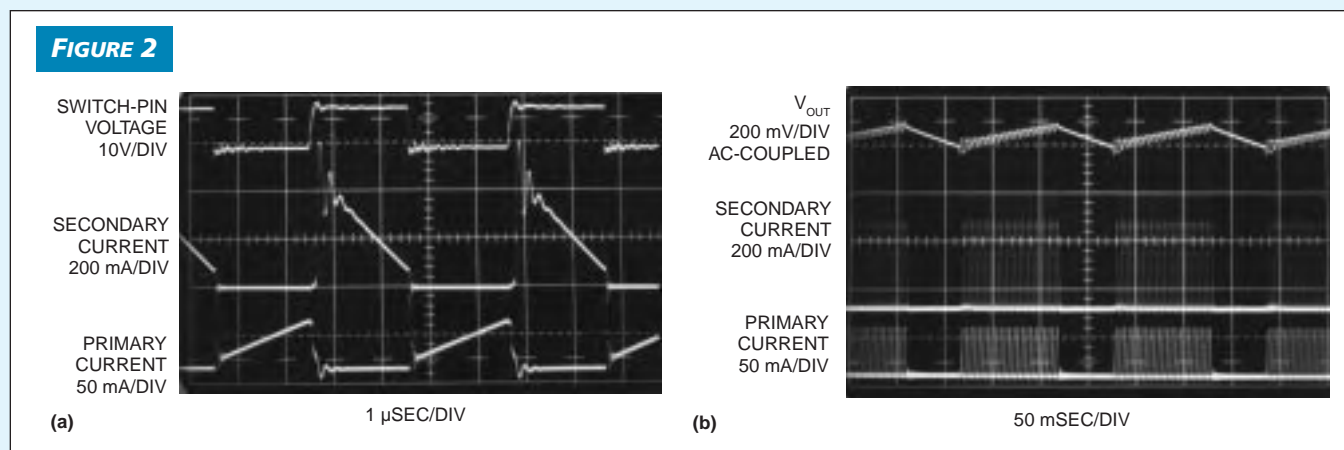 FIGURE 2
SWITCH-PIN
VOLTAGE
10V/DIV
SECONDARY
CURRENT
200 mA/DIV
PRIMARY
CURRENT
50 mA/DIV
(a)
1 µSEC/DIV
VOUT
200 mV/DIV
AC-COUPLED
SECONDARY
CURRENT
200 mA/DIV
PRIMARY
CURRENT
50 mA/DIV
(b)
50 mSEC/DIV